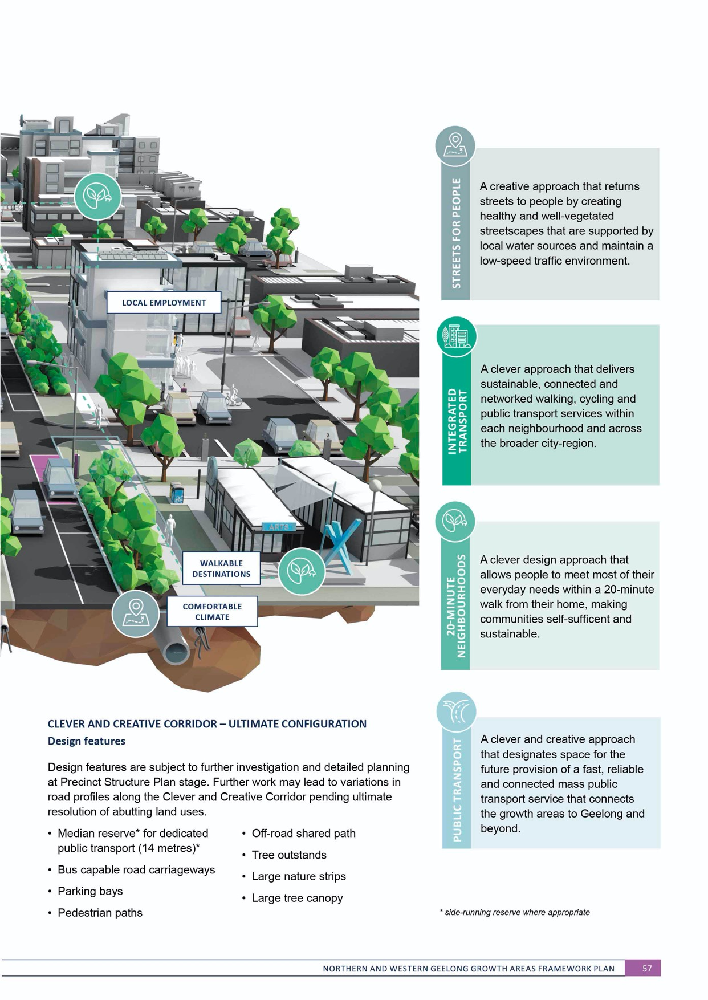 LOCAL EMPLOYMENT
ARTS
WALKABLE
DESTINATIONS
COMFORTABLE
CLIMATE
STREETS FOR PEOPLE
A creative approach that returns
streets to people by creating
healthy and well-vegetated
streetscapes that are supported by
local water sources and maintain a
low-speed traffic environment.
INTEGRATED
TRANSPORT
A clever approach that delivers
sustainable, connected and
networked walking, cycling and
public transport services within
each neighbourhood and across
the broader city-region.
20-MINUTE
NEIGHBOURHOODS
A clever design approach that
allows people to meet most of their
everyday needs within a 20-minute
walk from their home, making
communities self-sufficent and
sustainable.
PUBLIC TRANSPORT
A clever and creative approach
that designates space for the
future provision of a fast, reliable
and connected mass public
transport service that connects
the growth areas to Geelong and
beyond.
CLEVER AND CREATIVE CORRIDOR – ULTIMATE CONFIGURATION
Design features
Design features are subject to further investigation and detailed planning
at Precinct Structure Plan stage. Further work may lead to variations in
road profiles along the Clever and Creative Corridor pending ultimate
resolution of abutting land uses.
• Median reserve* for dedicated
public transport (14 metres)*
• Bus capable road carriageways
• Parking bays
• Pedestrian paths
• Off-road shared path
• Tree outstands
• Large nature strips
• Large tree canopy
* side-running reserve where appropriate
NORTHERN AND WESTERN GEELONG GROWTH AREAS FRAMEWORK PLAN 57